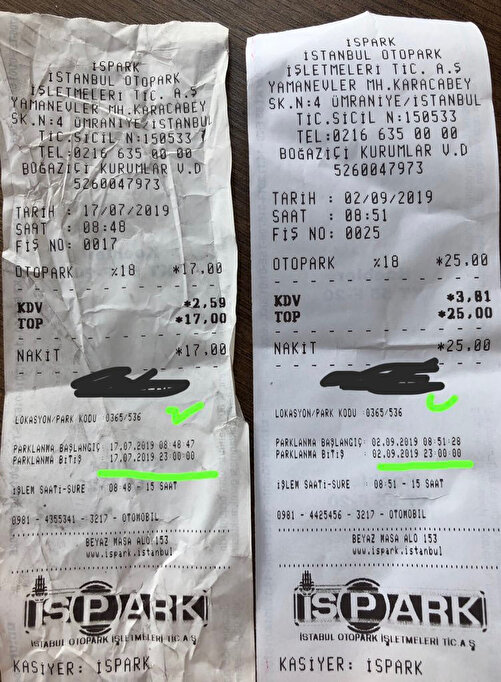 İSPARK
İSTANBUL OTOPARK
İŞLETMELERİ TİC. A.Ş
YAMANEVLER MH.KARACABEY
SK.N:4 ÜMRANİYE/İSTANBUL
TİC.SİCİL N:150533
TEL:0216 635 00 00
BOĞAZİÇİ KURUMLAR V.D
5260047973
TARİH : 17/07/2019
SAAT : 08:48
FİŞ NO: 0017
OTOPARK %18 *17.00
KDV *2.59
TOP *17.00
NAKİT *17.00
LOKASYON/PARK KODU 0365/536
PARKLANMA BAŞLANGIÇ: 17.07.2019 08:48:47
PARKLANMA BİTİŞ : 17.07.2019 23:00:00
İŞLEM SAATİ-SURE : 08:48 - 15 SAAT
0981 - 4355341 - 3217 - OTOMOBİL
BEYAZ MASA ALO 153
www.ispark.istanbul
İSPARK
İSTANBUL OTOPARK İŞLETMELERİ TİC. A.Ş
KASİYER: İSPARK
İSPARK
İSTANBUL OTOPARK
İŞLETMELERİ TİC. A.Ş
YAMANEVLER MH.KARACABEY
SK.N:4 ÜMRANİYE/İSTANBUL
TİC.SİCİL N:150533
TEL:0216 635 00 00
BOĞAZİÇİ KURUMLAR V.D
5260047973
TARİH : 02/09/2019
SAAT : 08:51
FİŞ NO: 0025
OTOPARK %18 *25.00
KDV *3.81
TOP *25.00
NAKİT *25.00
LOKASYON/PARK KODU 0365/536
PARKLANMA BAŞLANGIÇ: 02.09.2019 08:51:28
PARKLANMA BİTİŞ : 02.09.2019 23:00:00
İŞLEM SAATİ-SURE : 08:51 - 15 SAAT
0981 - 4425456 - 3217 - OTOMOBİL
BEYAZ MASA ALO 153
www.ispark.istanbul
İSPARK
İSTANBUL OTOPARK İŞLETMELERİ TİC. A.Ş
KASİYER: İSPARK